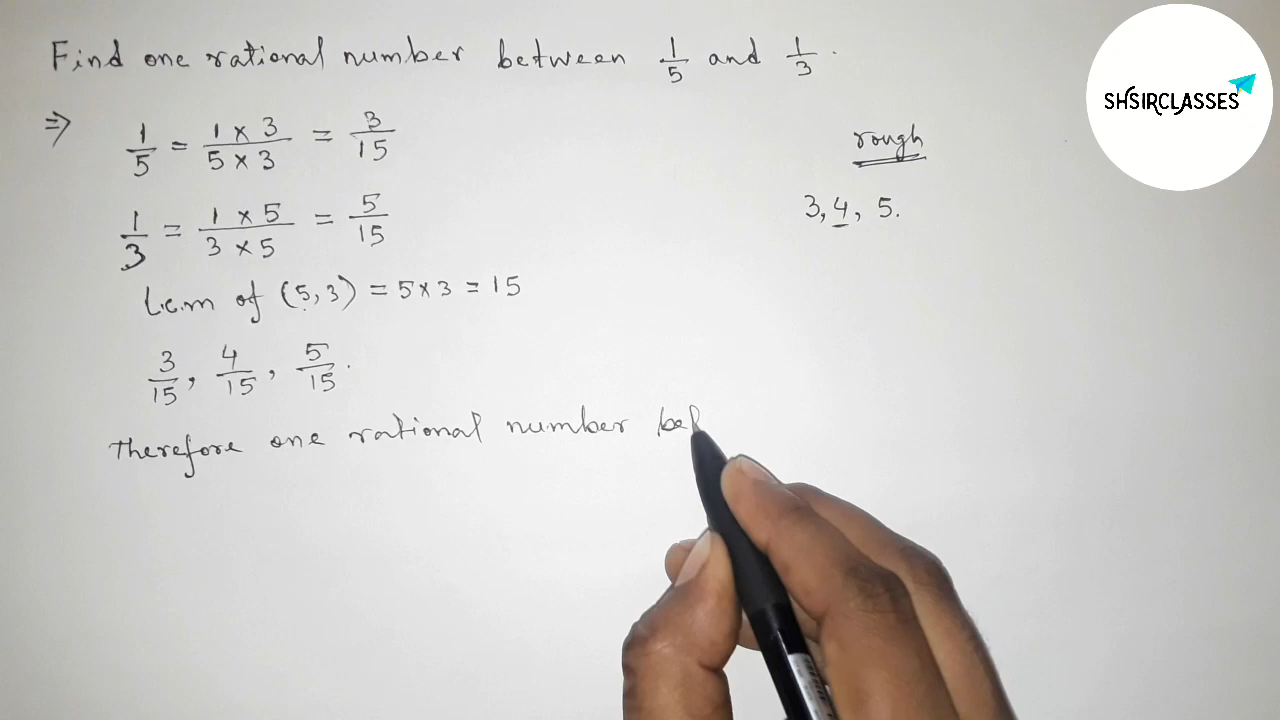 Find one rational number between 1/5 and 1/3.
SHSIRCLASSES
⇒ 1/5 = 1 × 3 / 5 × 3 = 3/15
rough
1/3 = 1 × 5 / 3 × 5 = 5/15
3, 4, 5.
L.c.m of (5, 3) = 5 × 3 = 15
3/15, 4/15, 5/15.
Therefore one rational number bet